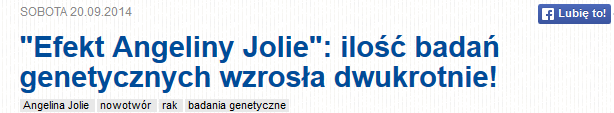 SOBOTA 20.09.2014
Lubię to!
"Efekt Angeliny Jolie": ilość badań
genetycznych wzrosła dwukrotnie!
Angelina Jolie nowotwór rak badania genetyczne